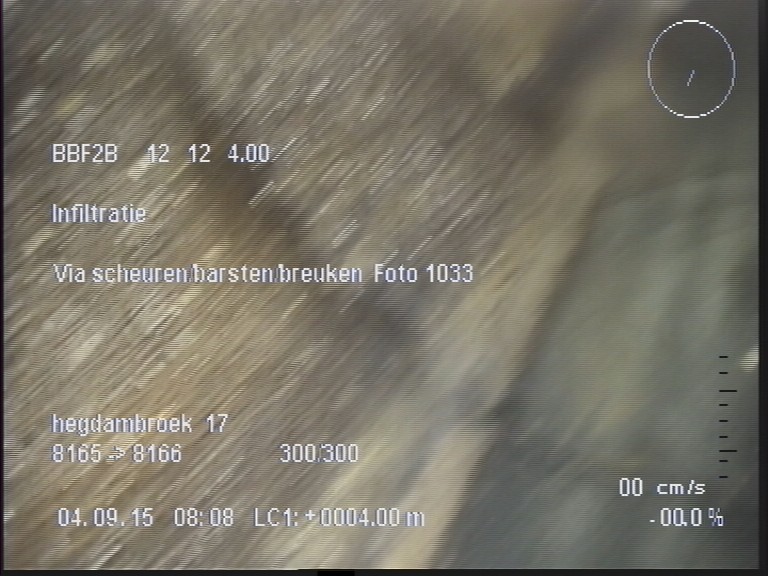 BBF2B 12 12 4.00
Infiltratie
Via scheuren/barsten/breuken Foto 1033
hegdambroek 17
8165 -> 8166 300/300
00 cm/s
04.09.15 08:08 LC1: +0004.00 m
-00.0 %